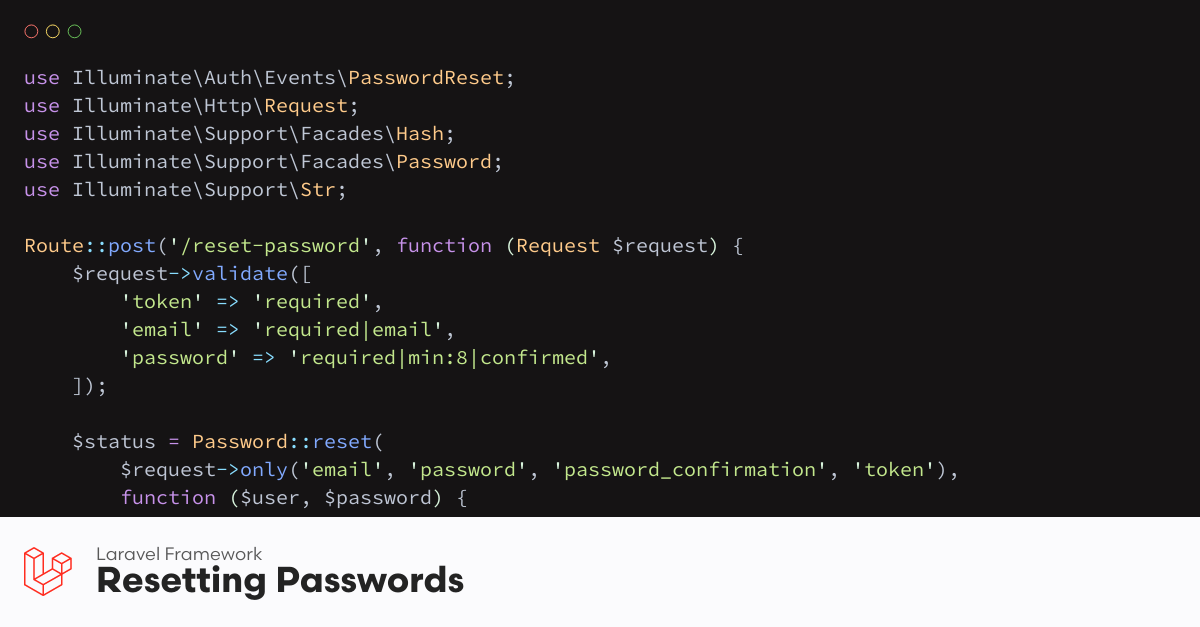 use Illuminate\Auth\Events\PasswordReset;
use Illuminate\Http\Request;
use Illuminate\Support\Facades\Hash;
use Illuminate\Support\Facades\Password;
use Illuminate\Support\Str;

Route::post('/reset-password', function (Request $request) {
    $request->validate([
        'token' => 'required',
        'email' => 'required|email',
        'password' => 'required|min:8|confirmed',
    ]);

    $status = Password::reset(
        $request->only('email', 'password', 'password_confirmation', 'token'),
        function ($user, $password) {
Laravel Framework
Resetting Passwords